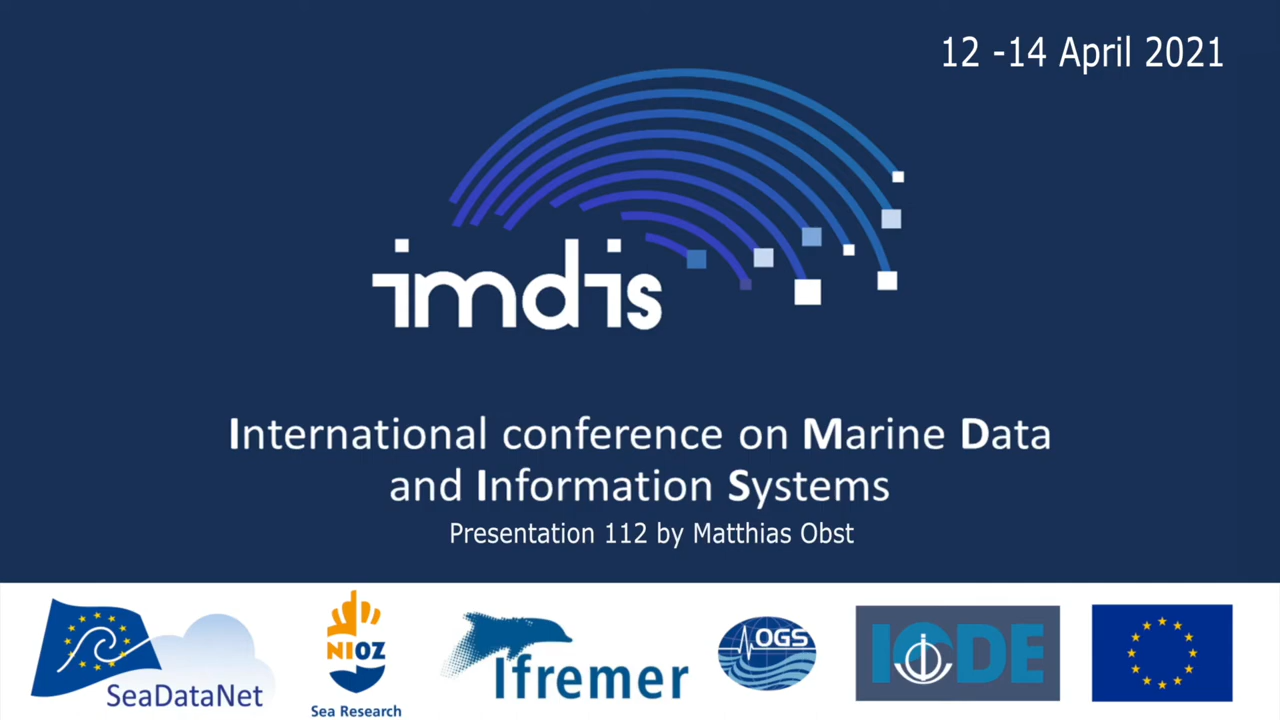 12 -14 April 2021
imdis
International conference on Marine Data
and Information Systems
Presentation 112 by Matthias Obst
SeaDataNet
NIOZ
Sea Research
Ifremer
OGS
IODE